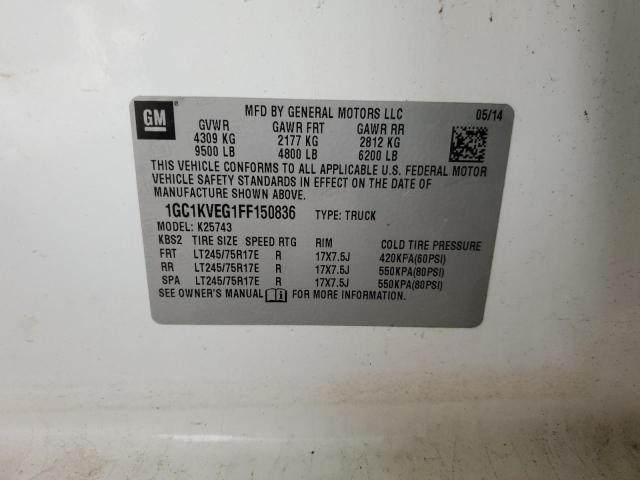 GM
MFD BY GENERAL MOTORS LLC 05/14
GVWR GAWR FRT GAWR RR
4309 KG 2177 KG 2812 KG
9500 LB 4800 LB 6200 LB
THIS VEHICLE CONFORMS TO ALL APPLICABLE U.S. FEDERAL MOTOR
VEHICLE SAFETY STANDARDS IN EFFECT ON THE DATE OF
MANUFACTURE SHOWN ABOVE.
1GC1KVEG1FF150836 TYPE: TRUCK
MODEL: K25743
KBS2 TIRE SIZE SPEED RTG RIM COLD TIRE PRESSURE
FRT LT245/75R17E R 17X7.5J 420KPA(60PSI)
RR LT245/75R17E R 17X7.5J 550KPA(80PSI)
SPA LT245/75R17E R 17X7.5J 550KPA(80PSI)
SEE OWNER'S MANUAL FOR MORE INFORMATION.